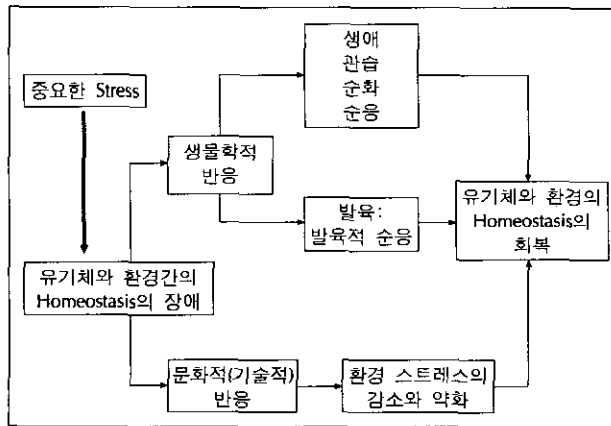 중요한 Stress
유기체와 환경간의
Homeostasis의 장애
생물학적
반응
생애
관습
순화
순응
발육:
발육적 순응
문화적(기술적)
반응
환경 스트레스의
감소와 약화
유기체와 환경의
Homeostasis의
회복